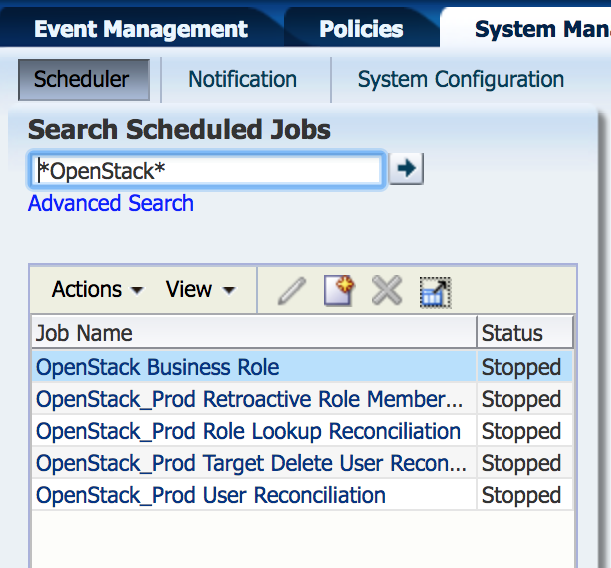 Event Management Policies System Mana
Scheduler Notification System Configuration
Search Scheduled Jobs
*OpenStack*
Advanced Search
Actions View
Job Name Status
OpenStack Business Role Stopped
OpenStack_Prod Retroactive Role Member... Stopped
OpenStack_Prod Role Lookup Reconciliation Stopped
OpenStack_Prod Target Delete User Recon... Stopped
OpenStack_Prod User Reconciliation Stopped